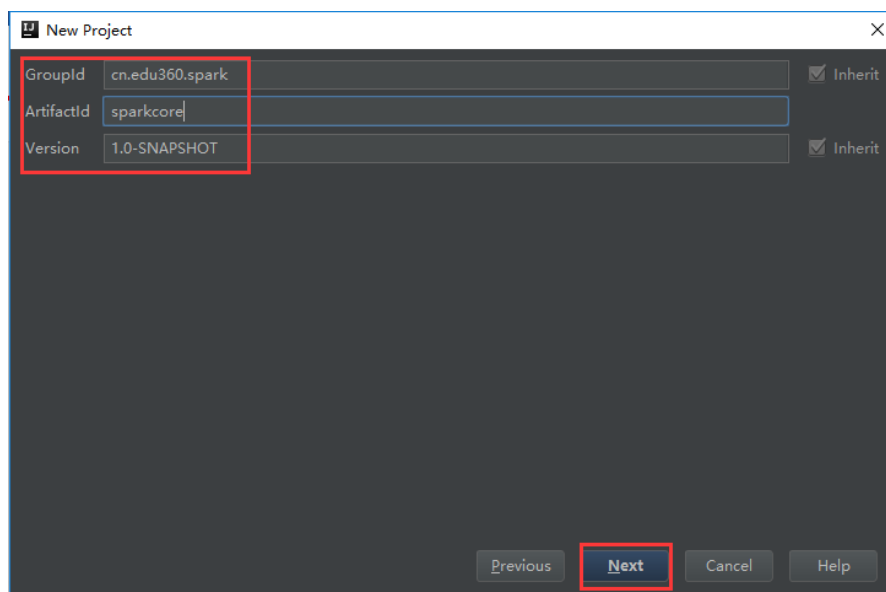 New Project
GroupId cn.edu360.spark Inherit
ArtifactId sparkcore
Version 1.0-SNAPSHOT Inherit
Previous Next Cancel Help